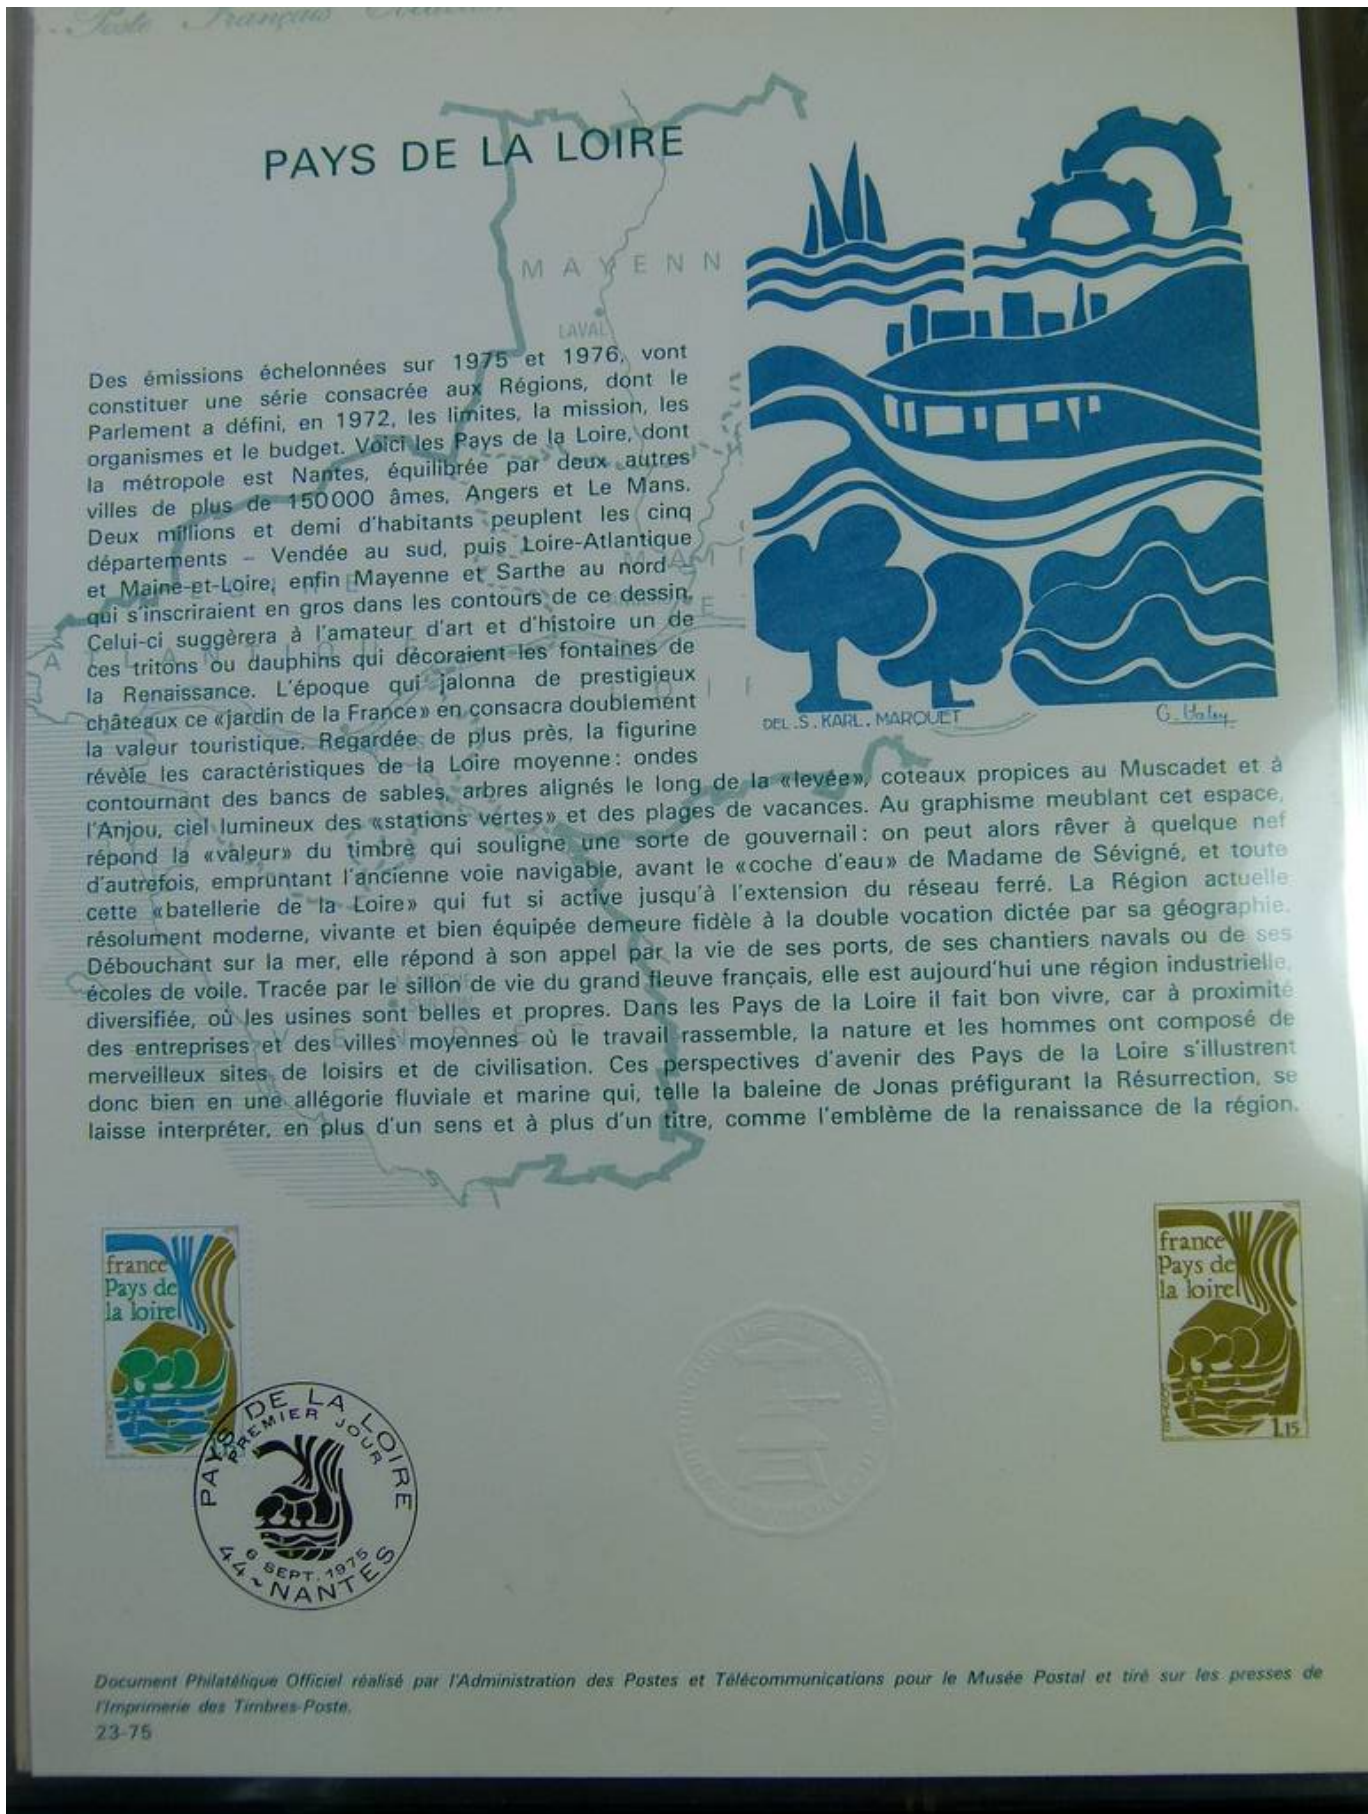 Poste Français
PAYS DE LA LOIRE
MAYENN
LAVAL
Des émissions échelonnées sur 1975 et 1976, vont
constituer une série consacrée aux Régions, dont le
Parlement a défini, en 1972, les limites, la mission, les
organismes et le budget. Voici les Pays de la Loire, dont
la métropole est Nantes, équilibrée par deux autres
villes de plus de 150000 âmes, Angers et Le Mans.
Deux millions et demi d'habitants peuplent les cinq
départements – Vendée au sud, puis Loire-Atlantique
et Maine-et-Loire, enfin Mayenne et Sarthe au nord –
qui s'inscriraient en gros dans les contours de ce dessin.
Celui-ci suggèrera à l'amateur d'art et d'histoire un de
ces tritons ou dauphins qui décoraient les fontaines de
la Renaissance. L'époque qui jalonna de prestigieux
châteaux ce «jardin de la France» en consacra doublement
la valeur touristique. Regardée de plus près, la figurine
révèle les caractéristiques de la Loire moyenne: ondes
contournant des bancs de sables, arbres alignés le long de la «levée», coteaux propices au Muscadet et à
l'Anjou, ciel lumineux des «stations vertes» et des plages de vacances. Au graphisme meublant cet espace,
répond la «valeur» du timbre qui souligne une sorte de gouvernail: on peut alors rêver à quelque nef
d'autrefois, empruntant l'ancienne voie navigable, avant le «coche d'eau» de Madame de Sévigné, et toute
cette «batellerie de la Loire» qui fut si active jusqu'à l'extension du réseau ferré. La Région actuelle
résolument moderne, vivante et bien équipée demeure fidèle à la double vocation dictée par sa géographie.
Débouchant sur la mer, elle répond à son appel par la vie de ses ports, de ses chantiers navals ou de ses
écoles de voile. Tracée par le sillon de vie du grand fleuve français, elle est aujourd'hui une région industrielle,
diversifiée, où les usines sont belles et propres. Dans les Pays de la Loire il fait bon vivre, car à proximité
des entreprises et des villes moyennes où le travail rassemble, la nature et les hommes ont composé de
merveilleux sites de loisirs et de civilisation. Ces perspectives d'avenir des Pays de la Loire s'illustrent
donc bien en une allégorie fluviale et marine qui, telle la baleine de Jonas préfigurant la Résurrection, se
laisse interpréter, en plus d'un sens et à plus d'un titre, comme l'emblème de la renaissance de la région.
DEL.S.KARL.MARQUET
france
Pays de
la loire
france
Pays de
la loire
1.15
PAYS DE LA LOIRE
PREMIER JOUR
6 SEPT. 1975
44~NANTES
Document Philatélique Officiel réalisé par l'Administration des Postes et Télécommunications pour le Musée Postal et tiré sur les presses de
l'Imprimerie des Timbres-Poste.
23-75